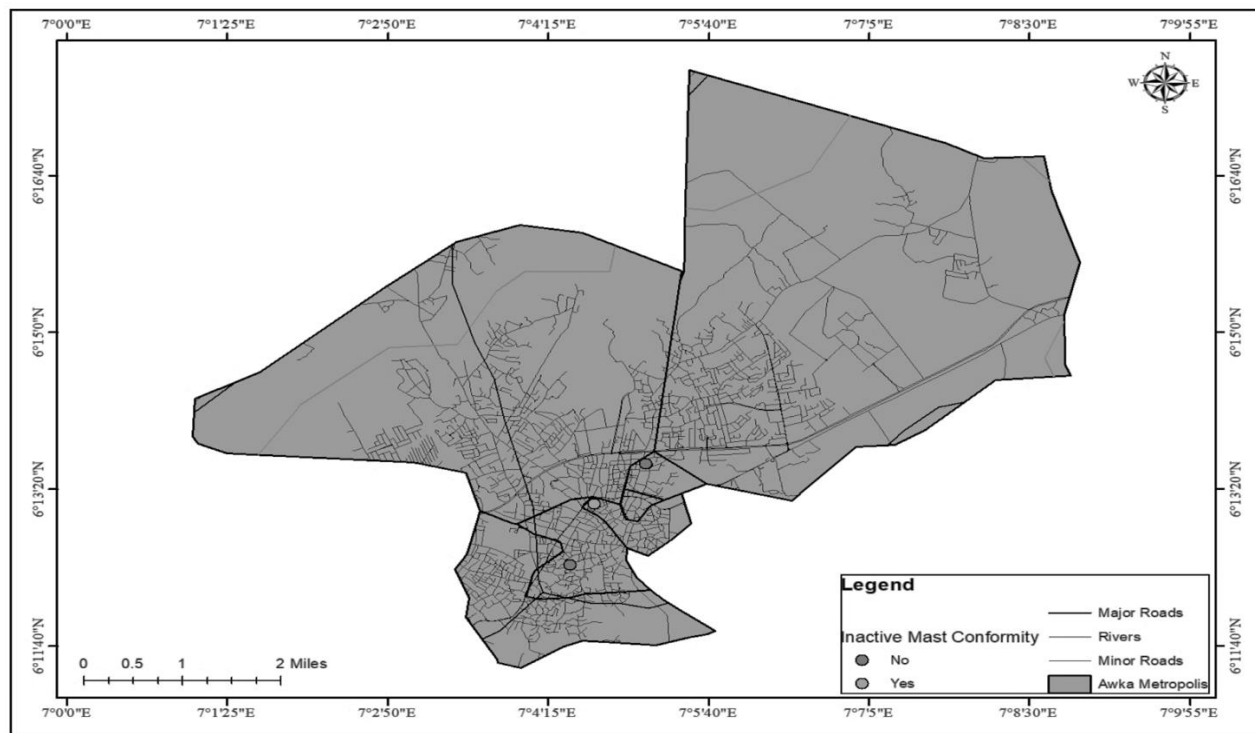 7°0'0"E 7°1'25"E 7°2'50"E 7°4'15"E 7°5'40"E 7°7'5"E 7°8'30"E 7°9'55"E
N
W E
S
6°16'40"N 6°16'40"N
6°15'0"N 6°15'0"N
6°13'20"N 6°13'20"N
6°11'40"N 6°11'40"N
Legend
Inactive Mast Conformity
No
Yes
Major Roads
Rivers
Minor Roads
Awka Metropolis
0 0.5 1 2 Miles
7°0'0"E 7°1'25"E 7°2'50"E 7°4'15"E 7°5'40"E 7°7'5"E 7°8'30"E 7°9'55"E